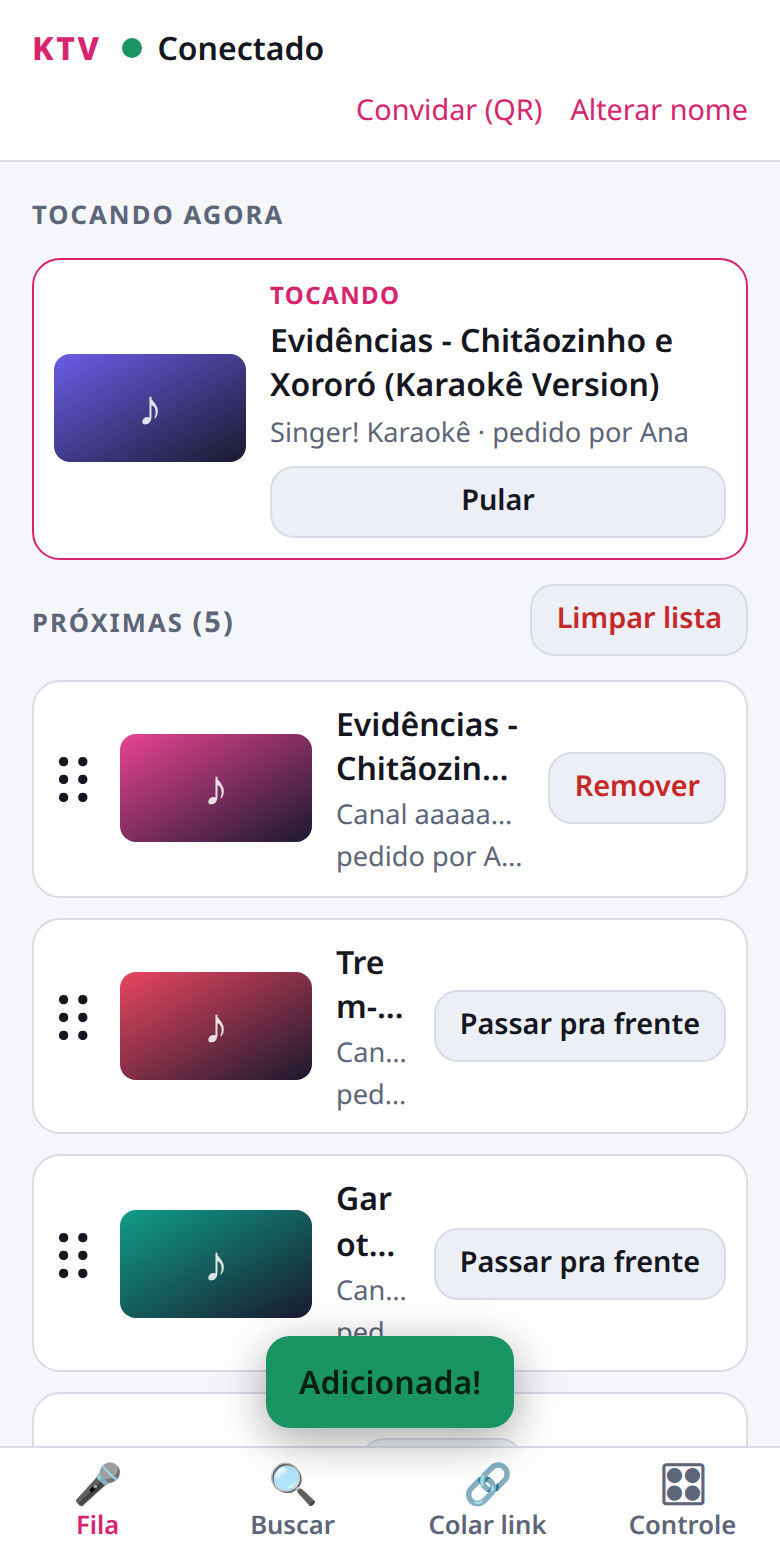 KTV Conectado
Convidar (QR) Alterar nome
TOCANDO AGORA
TOCANDO
Evidências - Chitãozinho e
Xororó (Karaokê Version)
Singer! Karaokê · pedido por Ana
Pular
PRÓXIMAS (5)
Limpar lista
Evidências -
Chitãozin...
Canal aaaaa...
pedido por A...
Remover
Tre
m-...
Can...
ped...
Passar pra frente
Gar
ot...
Can...
ped
Passar pra frente
Adicionada!
Fila
Buscar
Colar link
Controle